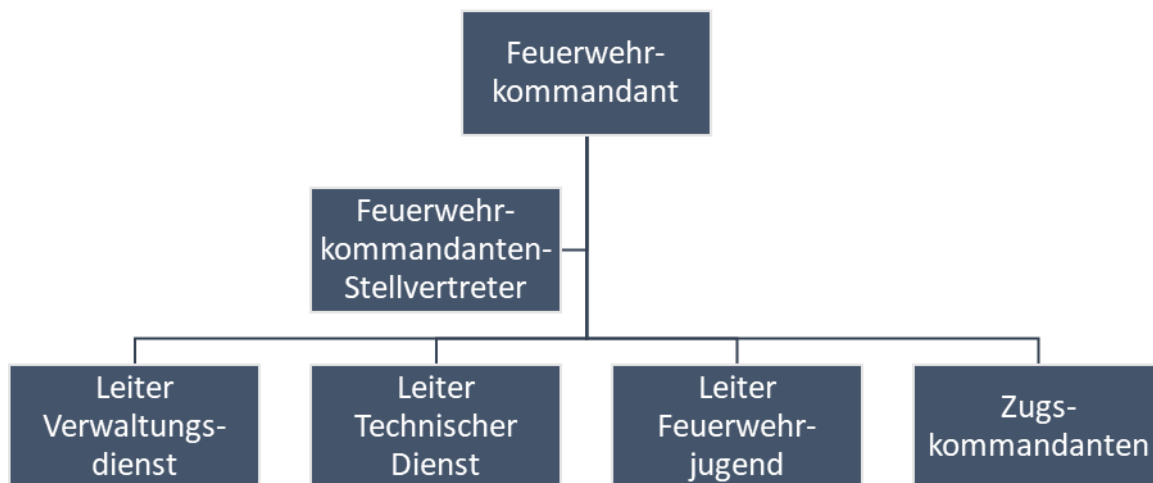 Feuerwehr-
kommandant
Feuerwehr-
kommandanten-
Stellvertreter
Leiter
Verwaltungs-
dienst
Leiter
Technischer
Dienst
Leiter
Feuerwehr-
jugend
Zugs-
kommandanten